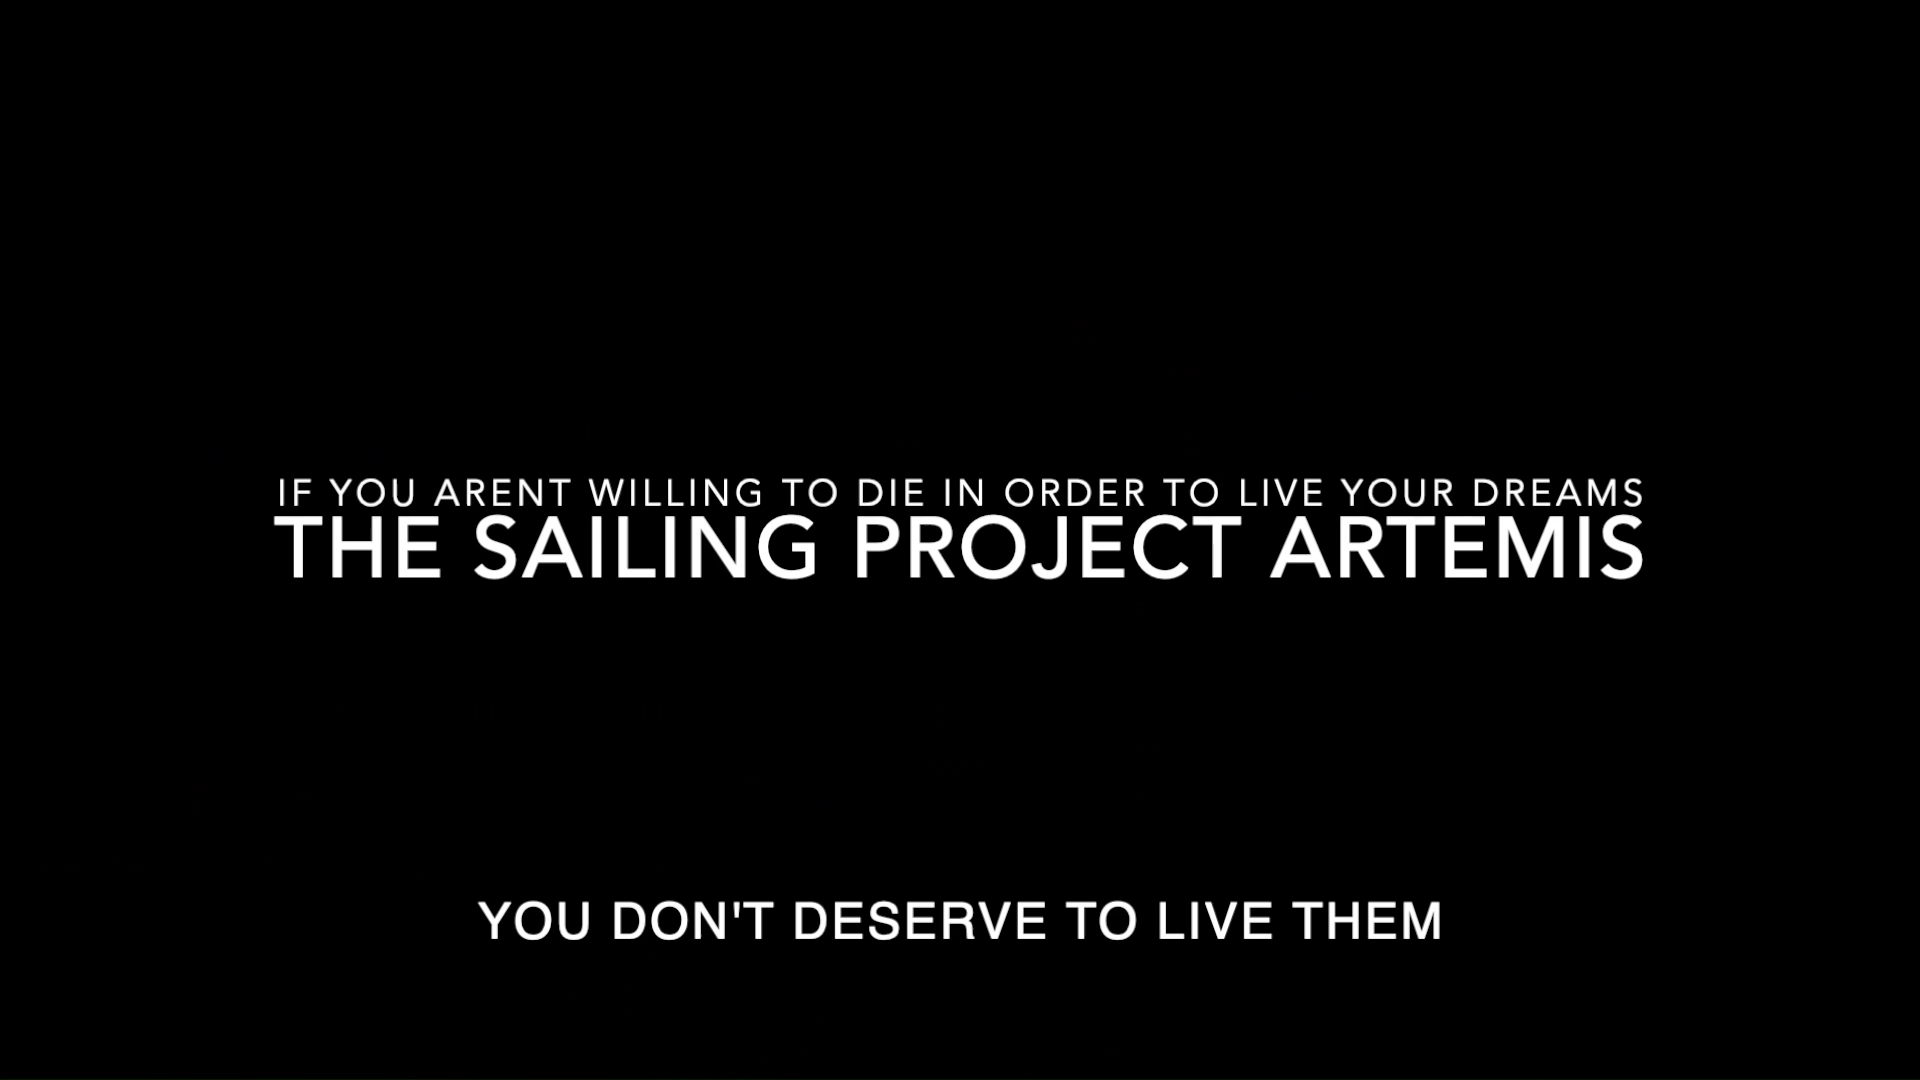 IF YOU ARENT WILLING TO DIE IN ORDER TO LIVE YOUR DREAMS
THE SAILING PROJECT ARTEMIS
YOU DON'T DESERVE TO LIVE THEM